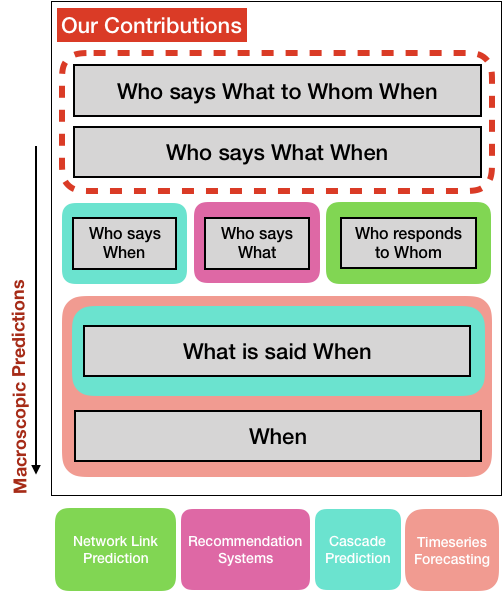 Our Contributions
Who says What to Whom When
Who says What When
Who says
When
Who says
What
Who responds
to Whom
What is said When
When
Macroscopic Predictions
Network Link
Prediction
Recommendation
Systems
Cascade
Prediction
Timeseries
Forecasting